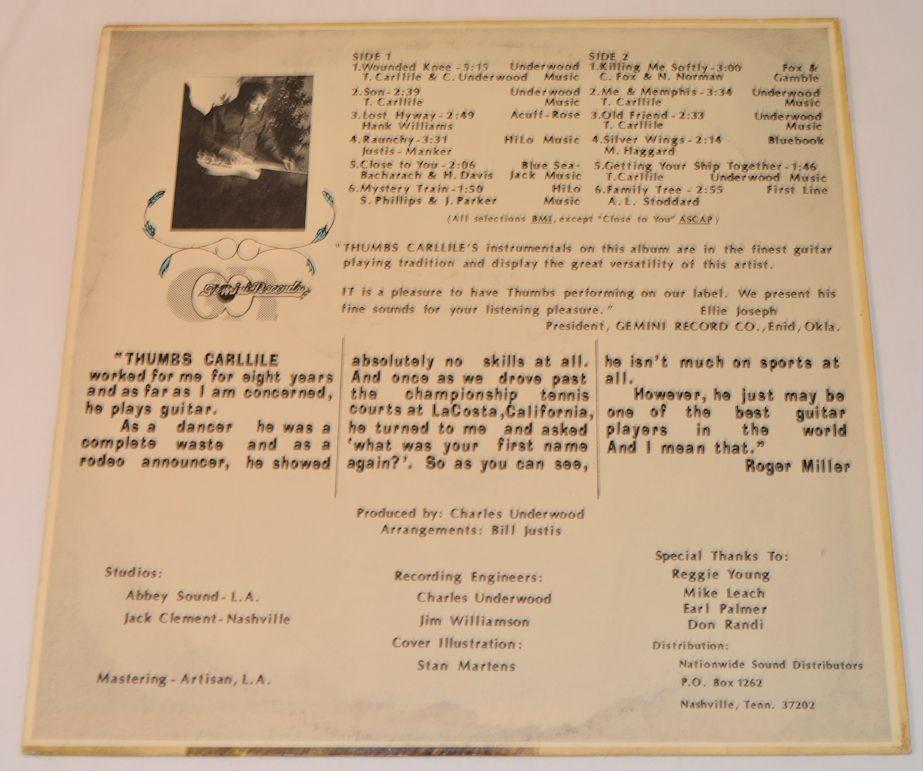 SIDE 1
1.Wounded Knee - 5:15 Underwood
T. Carllile & C. Underwood Music
2.Son - 2:39 Underwood
T. Carllile Music
3.Lost Hyway - 2:49 Acuff-Rose
Hank Williams
4.Raunchy - 3:31 HiLo Music
Justis - Manker
5.Close to You - 2:06 Blue Sea-
Bacharach & H. Davis Jack Music
6.Mystery Train - 1:50 HiLo
S. Phillips & J. Parker Music
SIDE 2
1.Killing Me Softly - 3:00 Fox &
C. Fox & N. Norman Gamble
2.Me & Memphis - 3:34 Underwood
T. Carllile Music
3.Old Friend - 2:33 Underwood
T. Carllile Music
4.Silver Wings - 2:14 Bluebook
M. Haggard
5.Getting Your Ship Together - 1:46
T. Carllile Underwood Music
6.Family Tree - 2:55 First Line
A. L. Stoddard
(All selections BMI, except "Close to You" ASCAP)
"THUMBS CARLLILE'S instrumentals on this album are in the finest guitar
playing tradition and display the great versatility of this artist.
IT is a pleasure to have Thumbs performing on our label. We present his
fine sounds for your listening pleasure." Ellie Joseph
President, GEMINI RECORD CO., Enid, Okla.
"THUMBS CARLLILE
worked for me for eight years
and as far as I am concerned,
he plays guitar.
As a dancer he was a
complete waste and as a
rodeo announcer, he showed
absolutely no skills at all.
And once as we drove past
the championship tennis
courts at LaCosta, California,
he turned to me and asked
'what was your first name
again?'. So as you can see,
he isn't much on sports at
all.
However, he just may be
one of the best guitar
players in the world
And I mean that."
Roger Miller
Produced by: Charles Underwood
Arrangements: Bill Justis
Studios:
Abbey Sound - L.A.
Jack Clement - Nashville
Mastering - Artisan, L.A.
Recording Engineers:
Charles Underwood
Jim Williamson
Cover Illustration:
Stan Martens
Special Thanks To:
Reggie Young
Mike Leach
Earl Palmer
Don Randi
Distribution:
Nationwide Sound Distributors
P.O. Box 1262
Nashville, Tenn. 37202